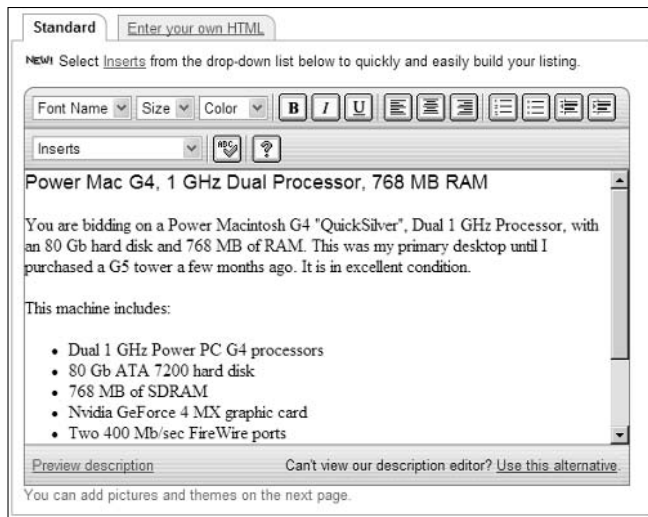 Standard Enter your own HTML
NEW! Select Inserts from the drop-down list below to quickly and easily build your listing.
Font Name Size Color B I U
Inserts ABC ?
Power Mac G4, 1 GHz Dual Processor, 768 MB RAM
You are bidding on a Power Macintosh G4 "QuickSilver", Dual 1 GHz Processor, with
an 80 Gb hard disk and 768 MB of RAM. This was my primary desktop until I
purchased a G5 tower a few months ago. It is in excellent condition.
This machine includes:
• Dual 1 GHz Power PC G4 processors
• 80 Gb ATA 7200 hard disk
• 768 MB of SDRAM
• Nvidia GeForce 4 MX graphic card
• Two 400 Mb/sec FireWire ports
Preview description Can't view our description editor? Use this alternative.
You can add pictures and themes on the next page.